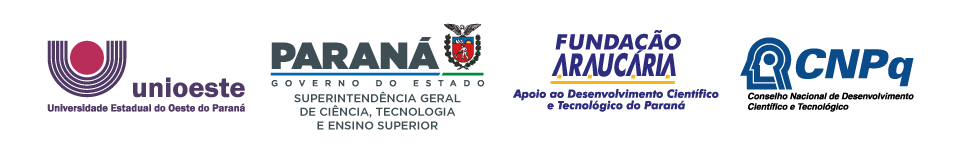 unioeste
Universidade Estadual do Oeste do Paraná
PARANÁ
GOVERNO DO ESTADO
SUPERINTENDÊNCIA GERAL
DE CIÊNCIA, TECNOLOGIA
E ENSINO SUPERIOR
FUNDAÇÃO
ARAUCÁRIA
Apoio ao Desenvolvimento Científico
e Tecnológico do Paraná
CNPq
Conselho Nacional de Desenvolvimento
Científico e Tecnológico